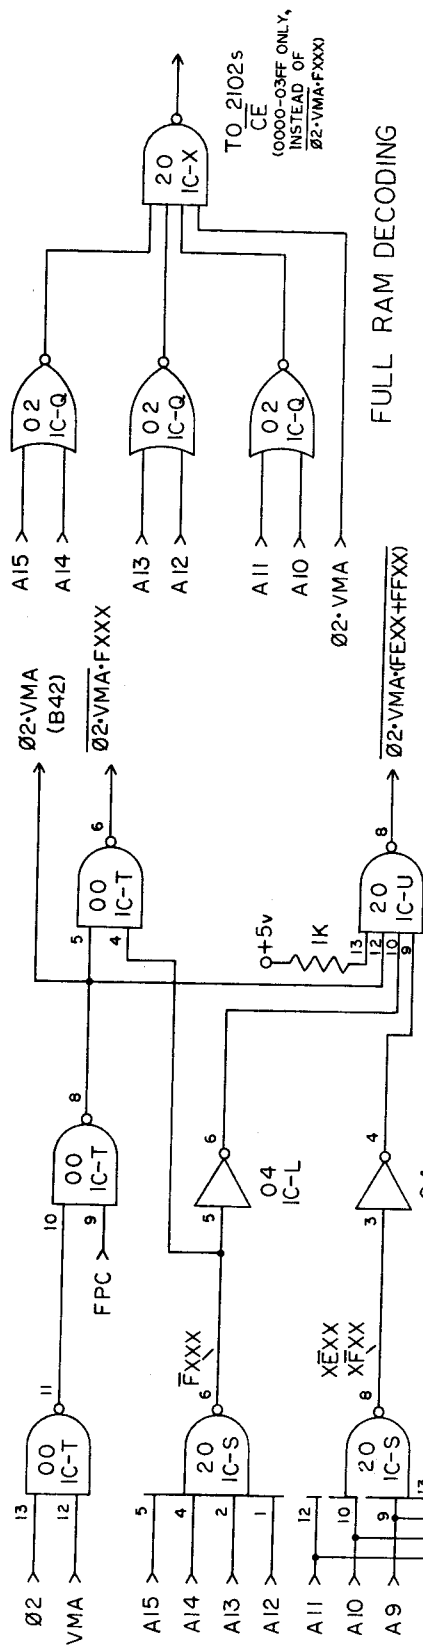 Ø2
VMA
13
12
00
IC-T
11
10
9
FPC
00
IC-T
8
5
4
00
IC-T
6
Ø2•VMA
(B42)
Ø2•VMA•FXXX
A15
A14
A13
A12
5
4
2
1
20
IC-S
6
FXXX
5
6
04
IC-L
+5v
1K
13
12
10
9
20
IC-U
8
Ø2•VMA•(FEXX+FFXX)
A11
A10
A9
12
10
9
13
20
IC-S
8
XEXX
XFXX
3
4
A15
A14
02
IC-Q
A13
A12
02
IC-Q
A11
A10
02
IC-Q
Ø2•VMA
20
IC-X
TO 2102s
CE
(0000-03FF ONLY,
INSTEAD OF
Ø2•VMA•FXXX)
FULL RAM DECODING